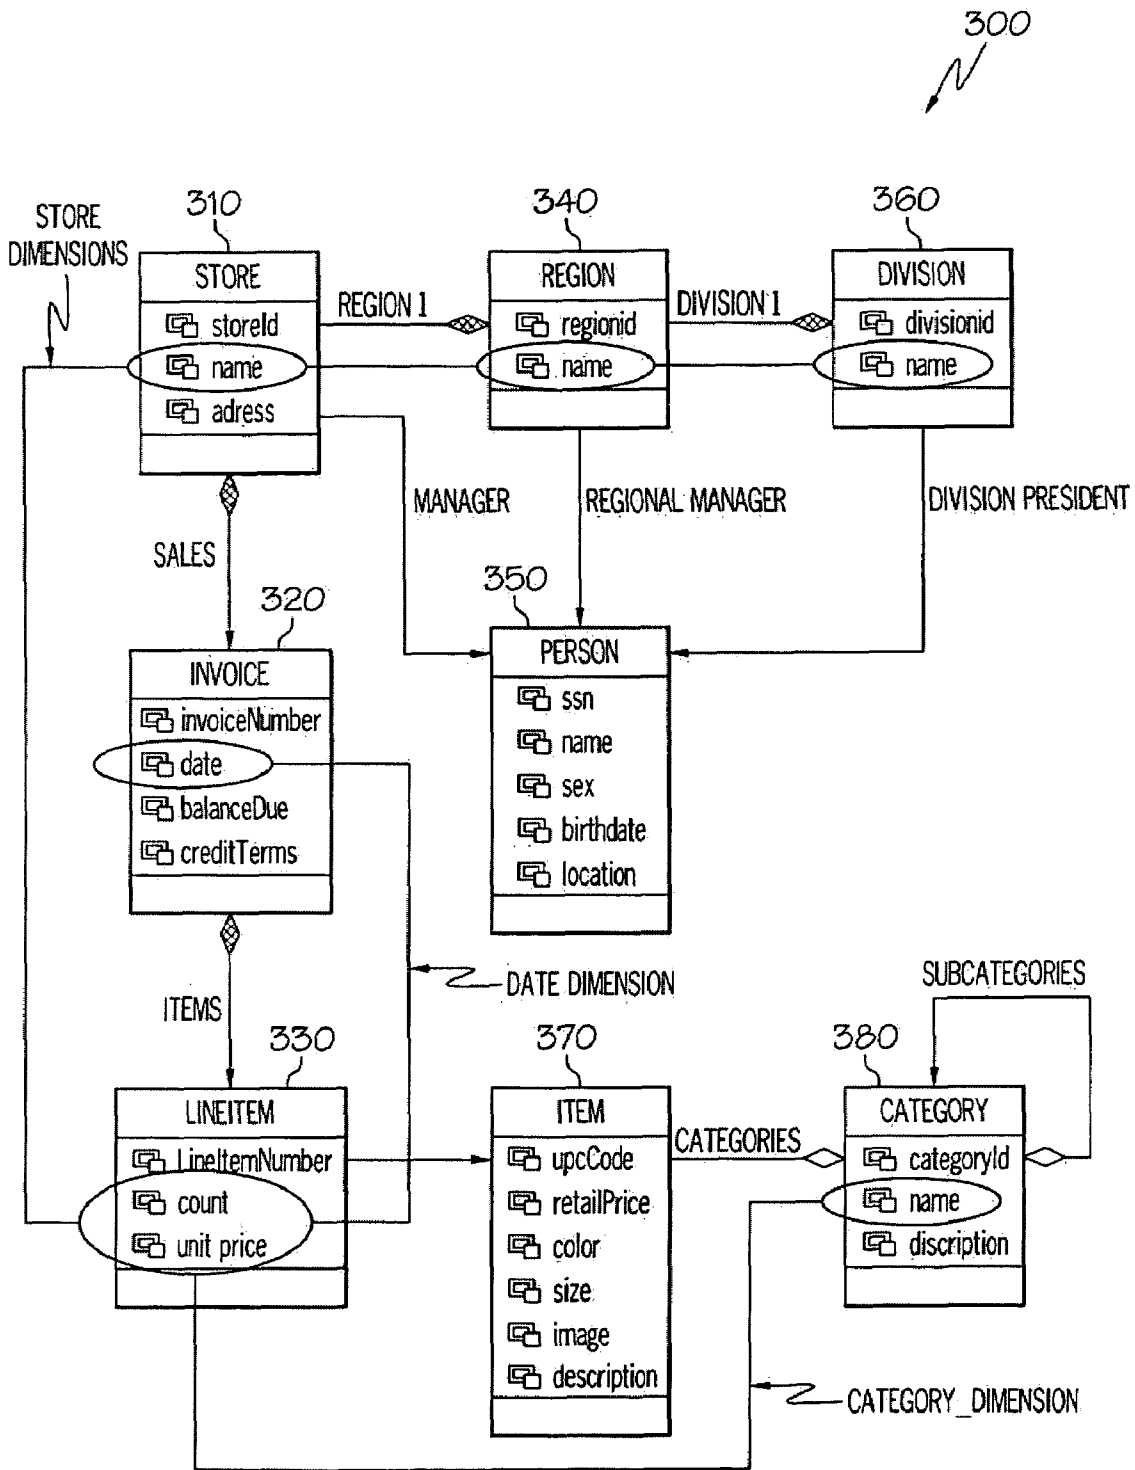 300
STORE
DIMENSIONS
310
340
360
STORE
storeId
name
adress
REGION 1
REGION
regionid
name
DIVISION 1
DIVISION
divisionid
name
SALES
MANAGER
REGIONAL MANAGER
DIVISION PRESIDENT
320
350
INVOICE
invoiceNumber
date
balanceDue
creditTerms
PERSON
ssn
name
sex
birthdate
location
DATE DIMENSION
SUBCATEGORIES
ITEMS
330
370
380
LINEITEM
LineItemNumber
count
unit price
ITEM
upcCode
retailPrice
color
size
image
description
CATEGORIES
CATEGORY
categoryId
name
discription
CATEGORY_DIMENSION